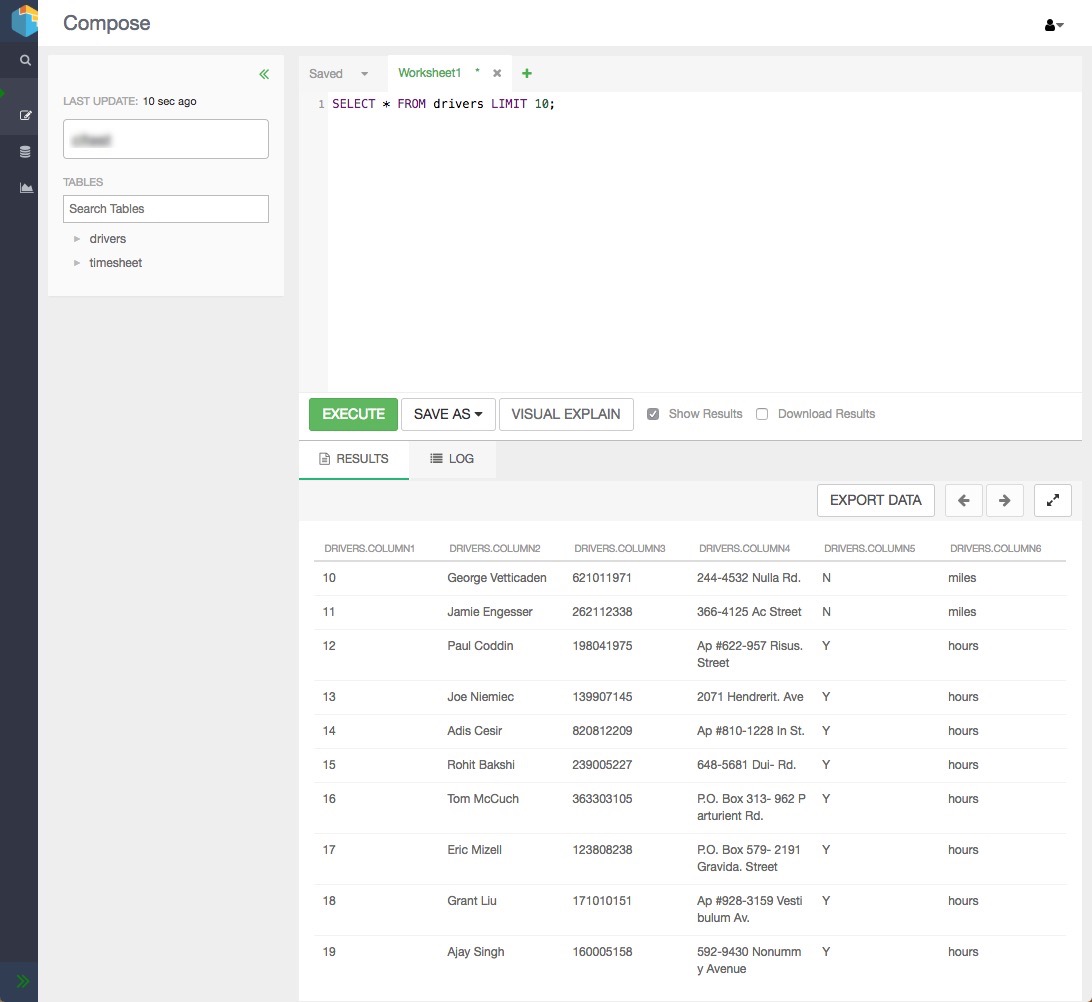 Compose
LAST UPDATE: 10 sec ago
TABLES
Search Tables
drivers
timesheet
Saved Worksheet1 * +
1 SELECT * FROM drivers LIMIT 10;
EXECUTE SAVE AS VISUAL EXPLAIN Show Results Download Results
RESULTS LOG
EXPORT DATA
DRIVERS.COLUMN1 DRIVERS.COLUMN2 DRIVERS.COLUMN3 DRIVERS.COLUMN4 DRIVERS.COLUMN5 DRIVERS.COLUMN6
10 George Vetticaden 621011971 244-4532 Nulla Rd. N miles
11 Jamie Engesser 262112338 366-4125 Ac Street N miles
12 Paul Coddin 198041975 Ap #622-957 Risus. Y hours
Street
13 Joe Niemiec 139907145 2071 Hendrerit. Ave Y hours
14 Adis Cesir 820812209 Ap #810-1228 In St. Y hours
15 Rohit Bakshi 239005227 648-5681 Dui- Rd. Y hours
16 Tom McCuch 363303105 P.O. Box 313- 962 P Y hours
arturient Rd.
17 Eric Mizell 123808238 P.O. Box 579- 2191 Y hours
Gravida. Street
18 Grant Liu 171010151 Ap #928-3159 Vesti Y hours
bulum Av.
19 Ajay Singh 160005158 592-9430 Nonumm Y hours
y Avenue